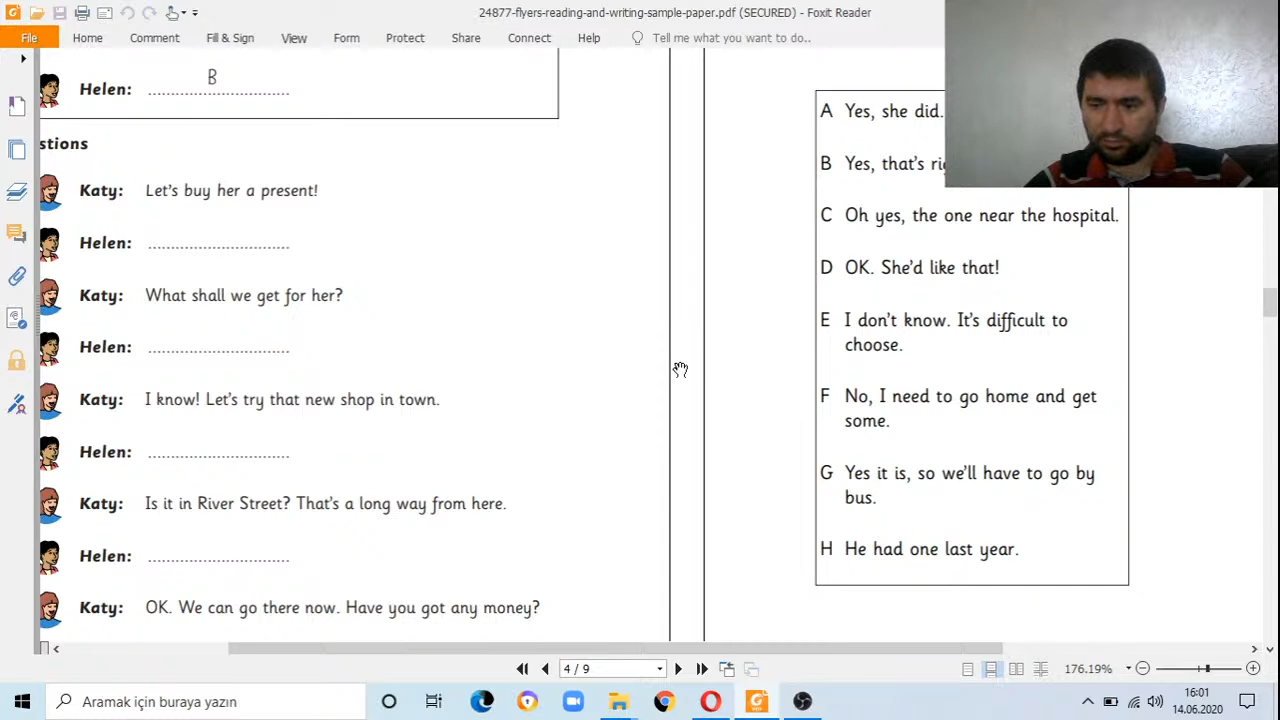 24877-flyers-reading-and-writing-sample-paper.pdf (SECURED) - Foxit Reader
File Home Comment Fill & Sign View Form Protect Share Connect Help Tell me what you want to do..
B
Helen: ..............................
stions
Katy: Let's buy her a present!
Helen: ..............................
Katy: What shall we get for her?
Helen: ..............................
Katy: I know! Let's try that new shop in town.
Helen: ..............................
Katy: Is it in River Street? That's a long way from here.
Helen: ..............................
Katy: OK. We can go there now. Have you got any money?
A Yes, she did.
B Yes, that's
C Oh yes, the one near the hospital.
D OK. She'd like that!
E I don't know. It's difficult to
choose.
F No, I need to go home and get
some.
G Yes it is, so we'll have to go by
bus.
H He had one last year.
4 / 9
176.19%
Aramak için buraya yazın
16:01
14.06.2020